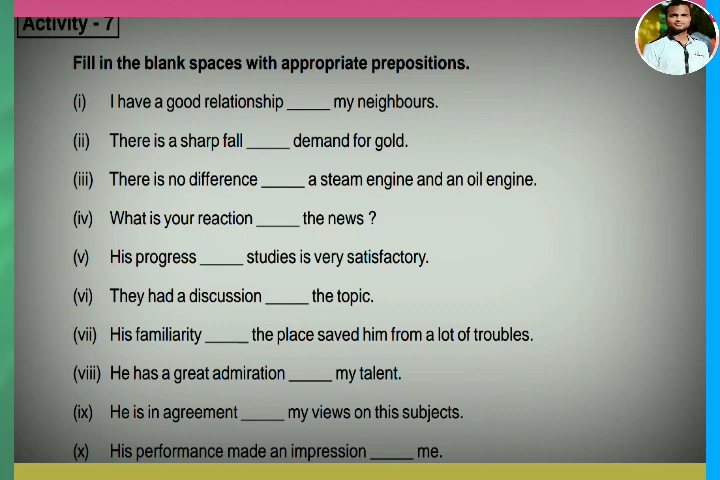 Activity - 7
Fill in the blank spaces with appropriate prepositions.
(i) I have a good relationship _____ my neighbours.
(ii) There is a sharp fall _____ demand for gold.
(iii) There is no difference _____ a steam engine and an oil engine.
(iv) What is your reaction _____ the news ?
(v) His progress _____ studies is very satisfactory.
(vi) They had a discussion _____ the topic.
(vii) His familiarity _____ the place saved him from a lot of troubles.
(viii) He has a great admiration _____ my talent.
(ix) He is in agreement _____ my views on this subjects.
(x) His performance made an impression _____ me.